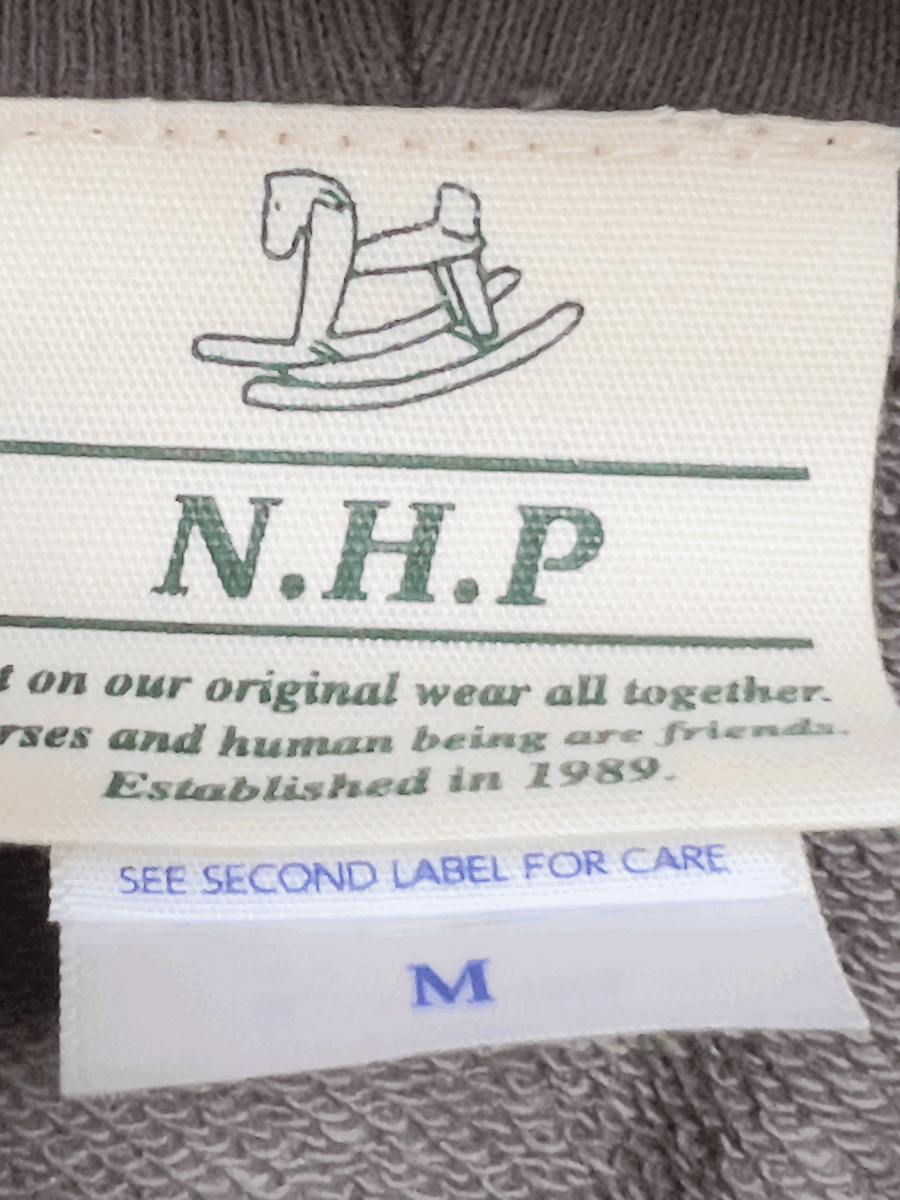 N.H.P
on our original wear all together.
and human being are friends.
Established in 1989.
SEE SECOND LABEL FOR CARE
M